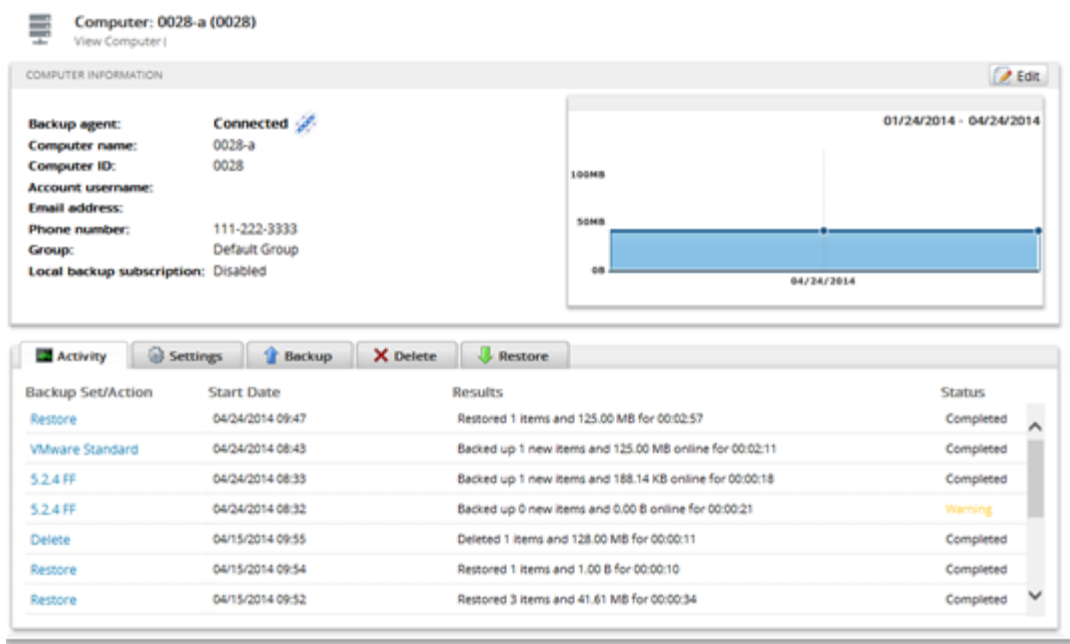 Computer: 0028-a (0028)
View Computer |
COMPUTER INFORMATION
Edit
Backup agent: Connected
Computer name: 0028-a
Computer ID: 0028
Account username:
Email address:
Phone number: 111-222-3333
Group: Default Group
Local backup subscription: Disabled
01/24/2014 - 04/24/2014
100MB
50MB
0B
04/24/2014
Activity Settings Backup Delete Restore
Backup Set/Action Start Date Results Status
Restore 04/24/2014 09:47 Restored 1 items and 125.00 MB for 00:02:57 Completed
VMware Standard 04/24/2014 08:43 Backed up 1 new items and 125.00 MB online for 00:02:11 Completed
5.2.4 FF 04/24/2014 08:33 Backed up 1 new items and 188.14 KB online for 00:00:18 Completed
5.2.4 FF 04/24/2014 08:32 Backed up 0 new items and 0.00 B online for 00:00:21 Warning
Delete 04/15/2014 09:55 Deleted 1 items and 128.00 MB for 00:00:11 Completed
Restore 04/15/2014 09:54 Restored 1 items and 1.00 B for 00:00:10 Completed
Restore 04/15/2014 09:52 Restored 3 items and 41.61 MB for 00:00:34 Completed